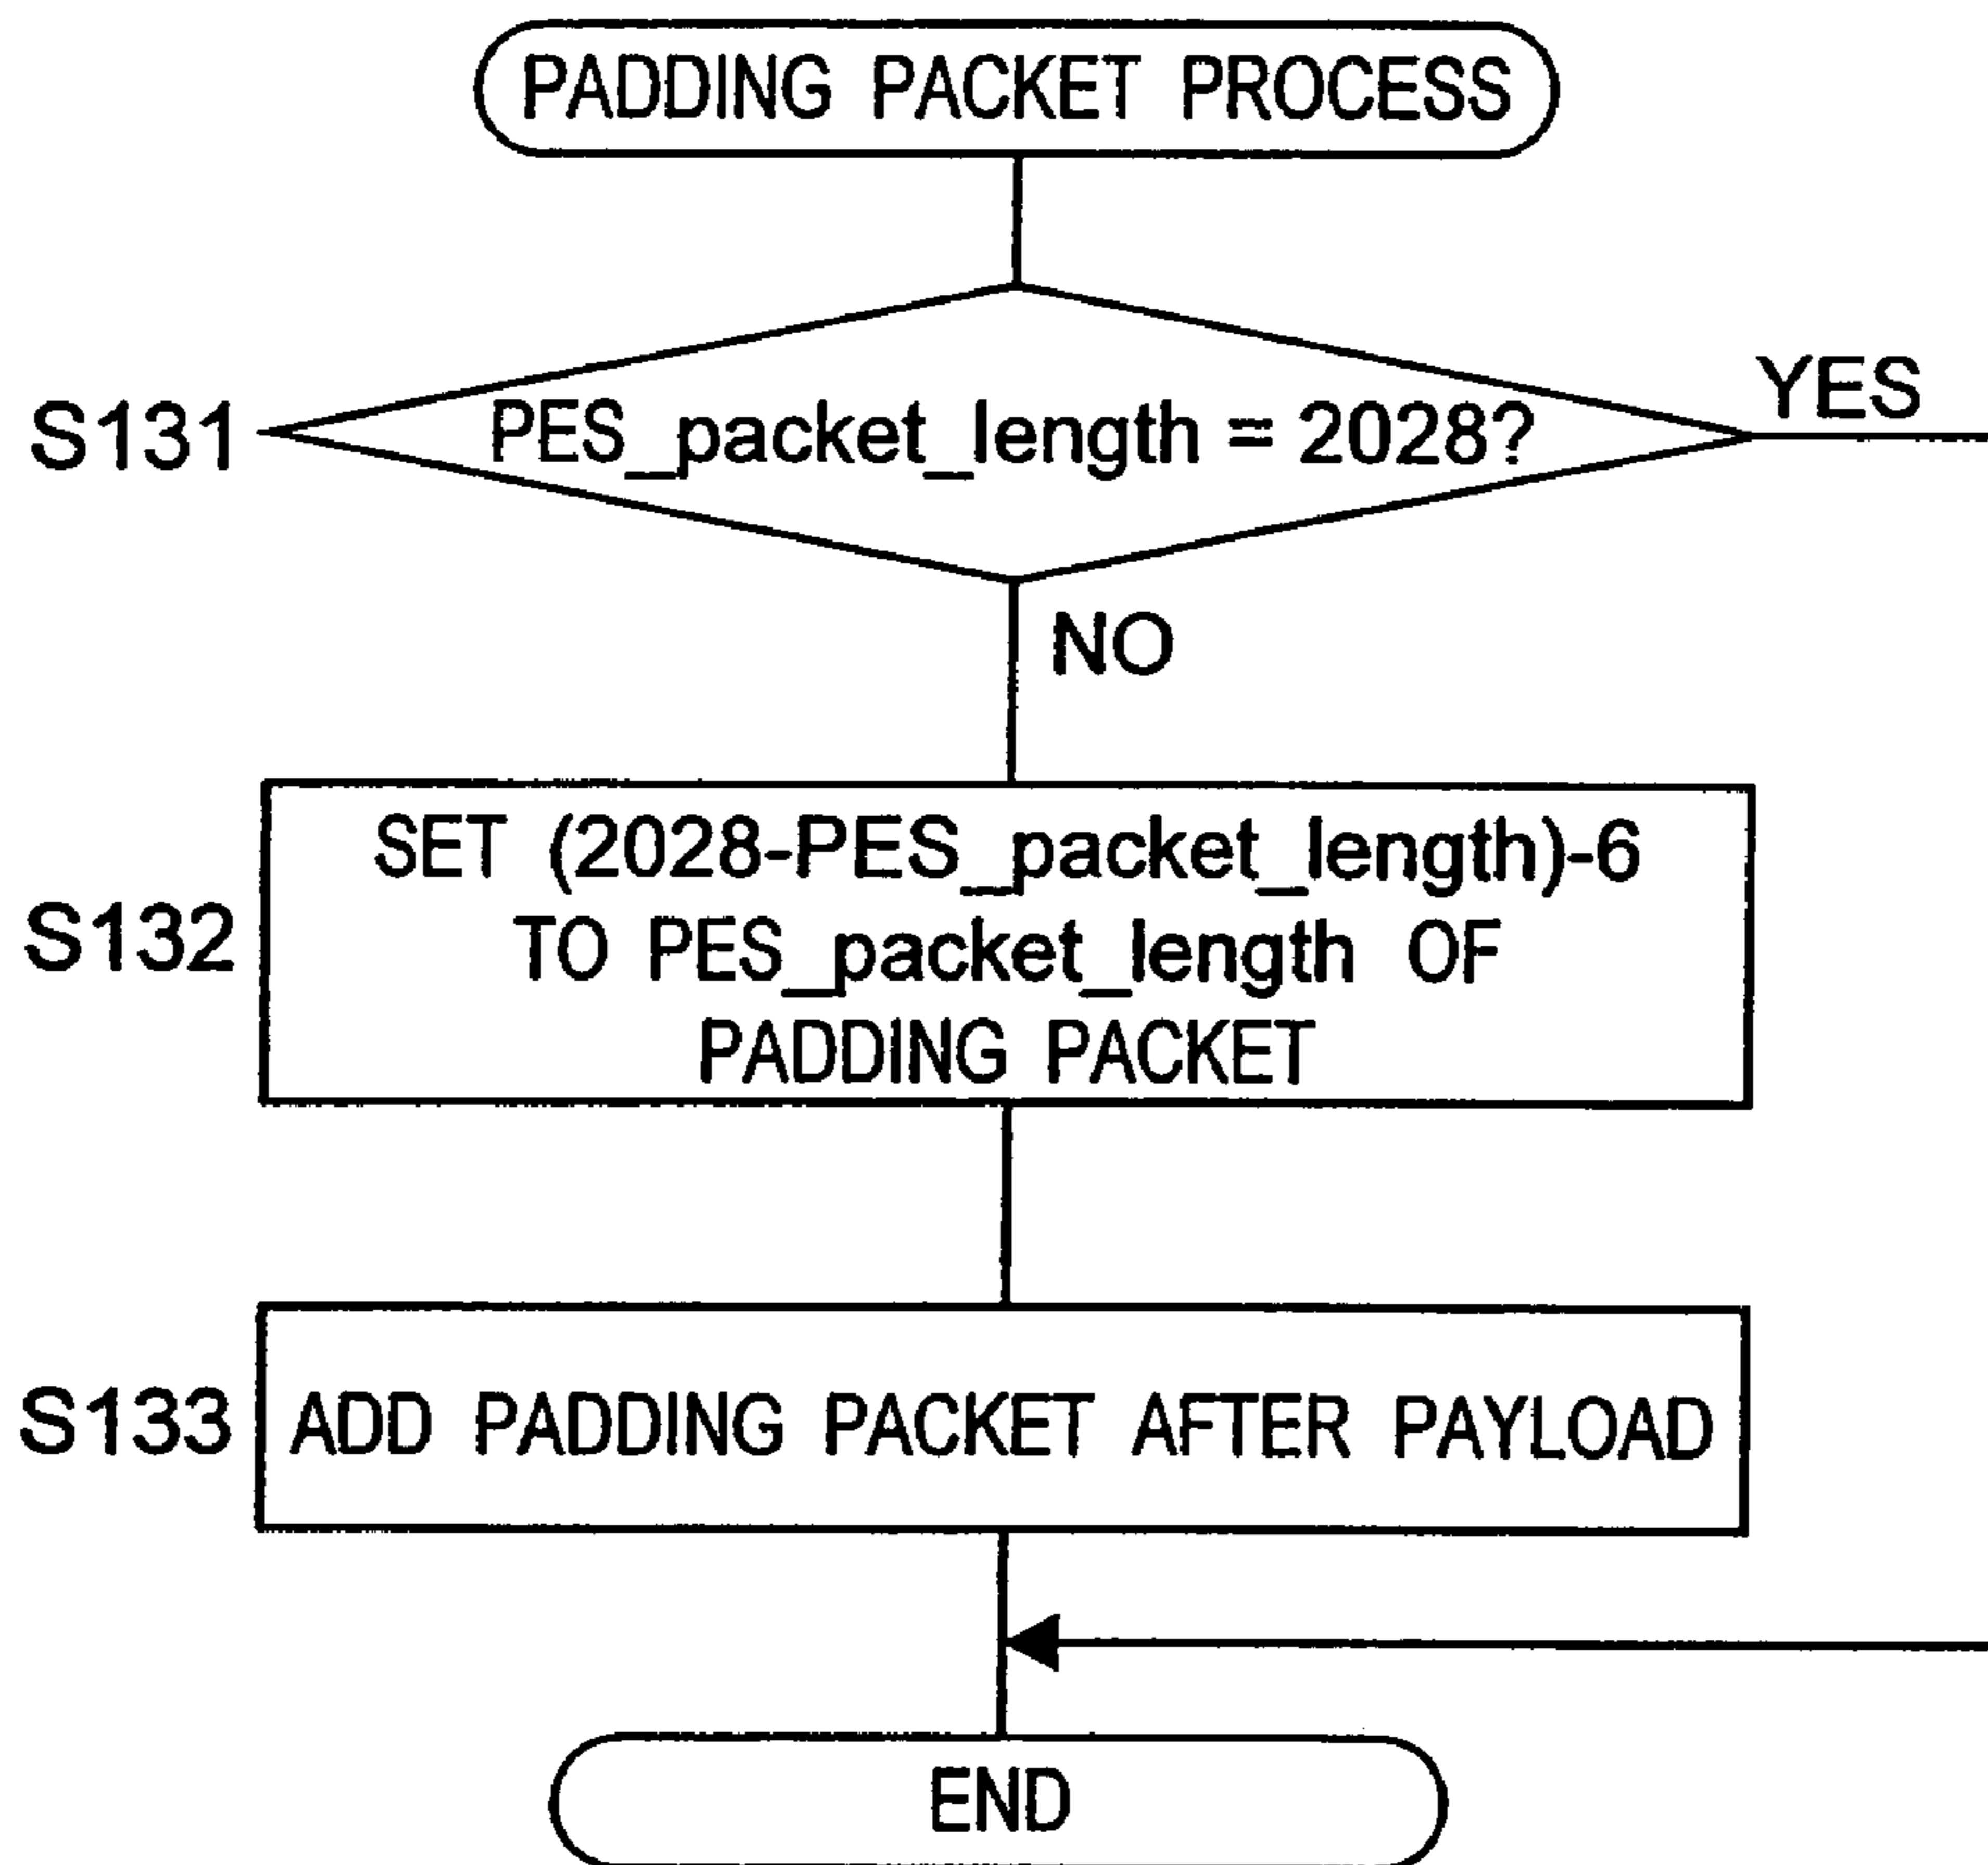 PADDING PACKET PROCESS
S131
PES_packet_length = 2028?
YES
NO
S132
SET (2028-PES_packet_length)-6
TO PES_packet_length OF
PADDING PACKET
S133
ADD PADDING PACKET AFTER PAYLOAD
END